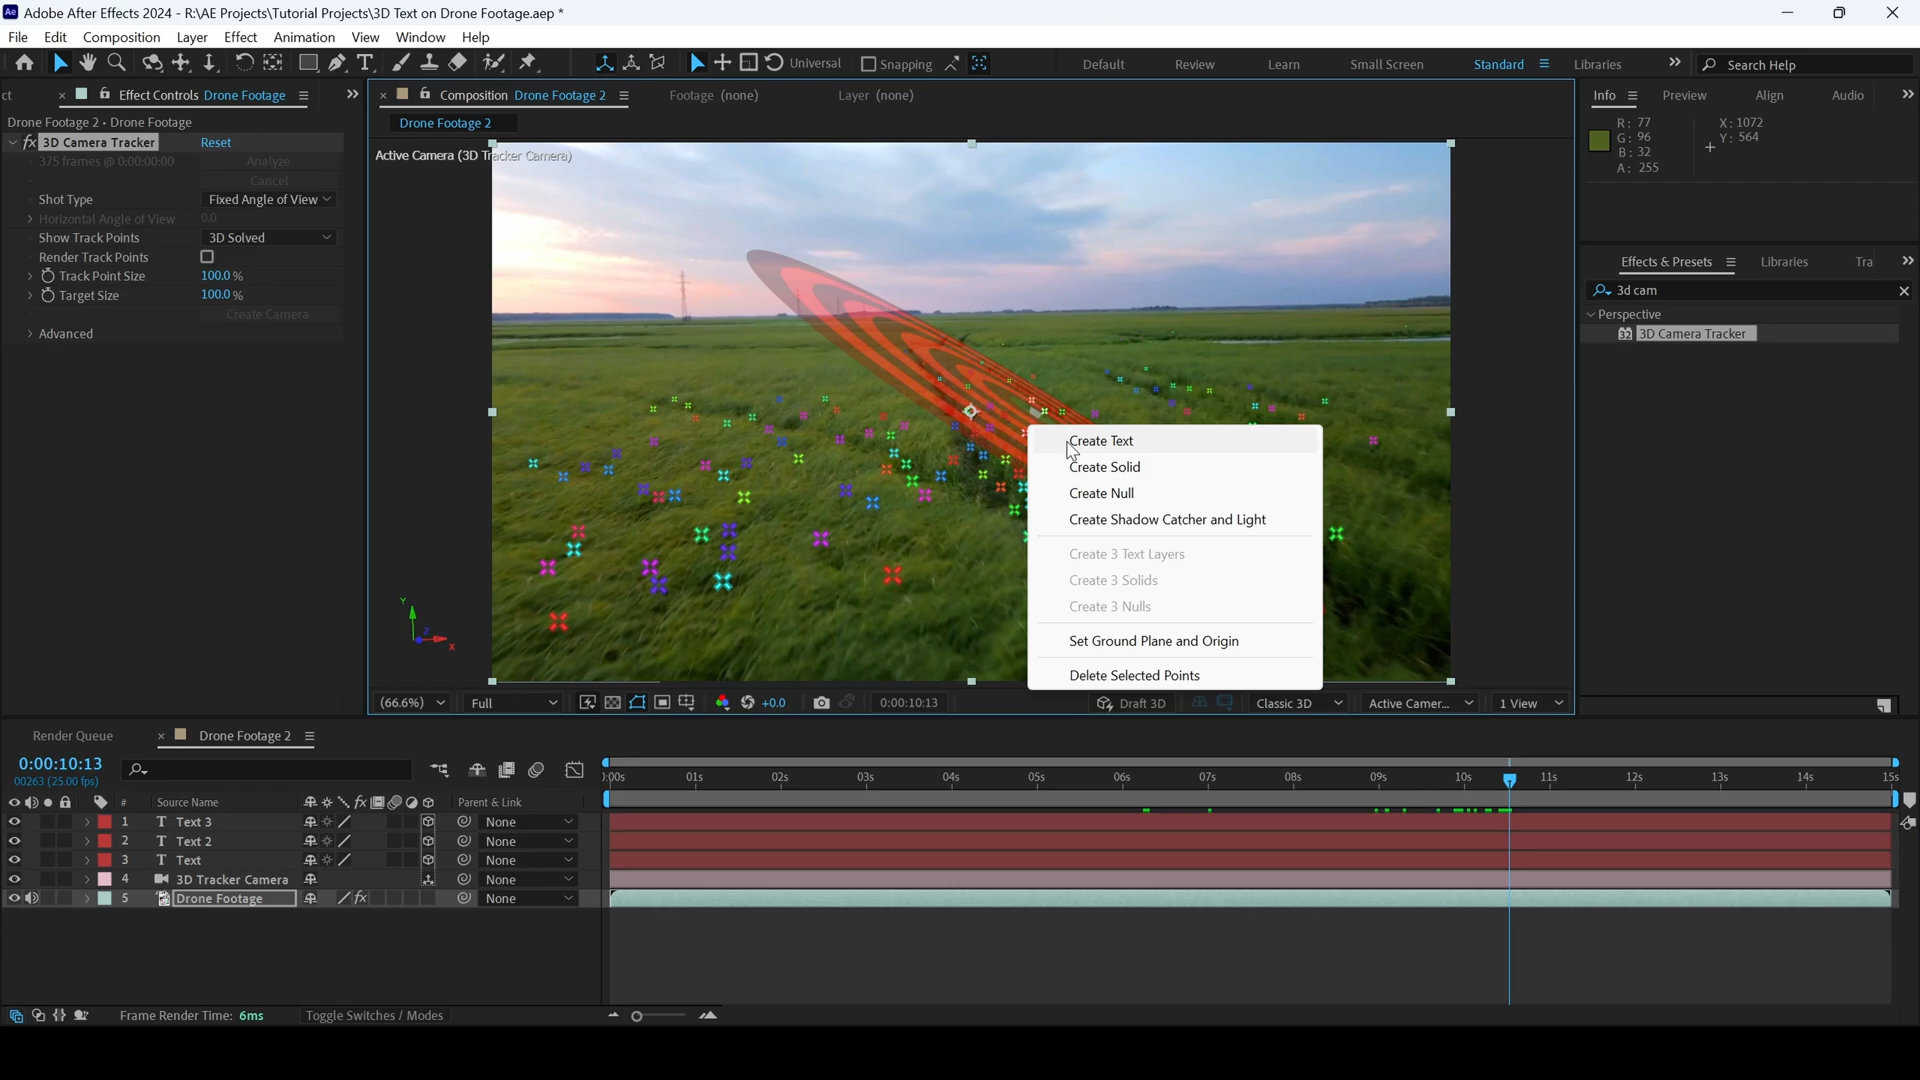 Ae Adobe After Effects 2024 - R:\AE Projects\Tutorial Projects\3D Text on Drone Footage.aep *
File Edit Composition Layer Effect Animation View Window Help
Universal Snapping Default Review Learn Small Screen Standard Libraries Search Help
ct Effect Controls Drone Footage
Composition Drone Footage 2 Footage (none) Layer (none)
Info Preview Align Audio
Drone Footage 2 • Drone Footage
Drone Footage 2
fx 3D Camera Tracker Reset
375 frames @ 0:00:00:00 Analyze
Cancel
Shot Type Fixed Angle of View
Horizontal Angle of View 0.0
Show Track Points 3D Solved
Render Track Points
Track Point Size 100.0 %
Target Size 100.0 %
Create Camera
Advanced
Active Camera (3D Tracker Camera)
Y
Z
X
R: 77
G: 96
B: 32
A: 255
X: 1072
Y: 564
Effects & Presets Libraries Tra
3d cam
Perspective
32 3D Camera Tracker
Create Text
Create Solid
Create Null
Create Shadow Catcher and Light
Create 3 Text Layers
Create 3 Solids
Create 3 Nulls
Set Ground Plane and Origin
Delete Selected Points
(66.6%) Full +0.0 0:00:10:13 Draft 3D Classic 3D Active Camer... 1 View
Render Queue Drone Footage 2
0:00:10:13
00263 (25.00 fps)
):00s 01s 02s 03s 04s 05s 06s 07s 08s 09s 10s 11s 12s 13s 14s 15s
# Source Name fx Parent & Link
1 T Text 3 None
2 T Text 2 None
3 T Text None
4 3D Tracker Camera None
5 Drone Footage fx None
Frame Render Time: 6ms Toggle Switches / Modes